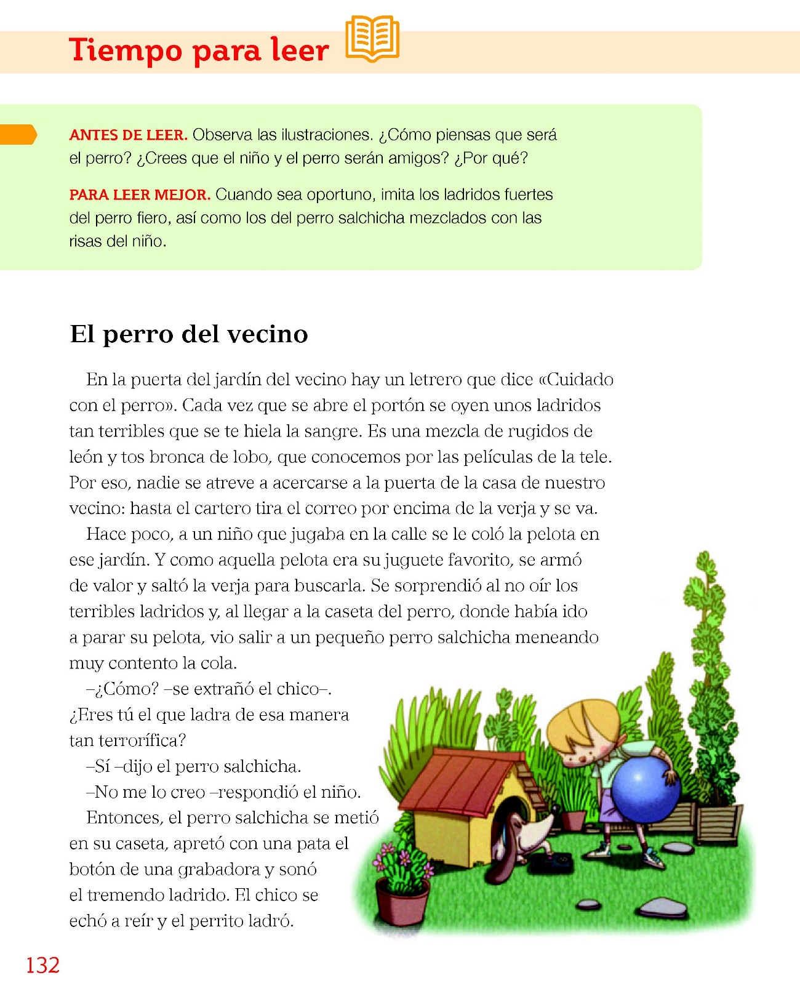 Tiempo para leer
ANTES DE LEER. Observa las ilustraciones. ¿Cómo piensas que será
el perro? ¿Crees que el niño y el perro serán amigos? ¿Por qué?
PARA LEER MEJOR. Cuando sea oportuno, imita los ladridos fuertes
del perro fiero, así como los del perro salchicha mezclados con las
risas del niño.
El perro del vecino
En la puerta del jardín del vecino hay un letrero que dice «Cuidado
con el perro». Cada vez que se abre el portón se oyen unos ladridos
tan terribles que se te hiela la sangre. Es una mezcla de rugidos de
león y tos bronca de lobo, que conocemos por las películas de la tele.
Por eso, nadie se atreve a acercarse a la puerta de la casa de nuestro
vecino: hasta el cartero tira el correo por encima de la verja y se va.
Hace poco, a un niño que jugaba en la calle se le coló la pelota en
ese jardín. Y como aquella pelota era su juguete favorito, se armó
de valor y saltó la verja para buscarla. Se sorprendió al no oír los
terribles ladridos y, al llegar a la caseta del perro, donde había ido
a parar su pelota, vio salir a un pequeño perro salchicha meneando
muy contento la cola.
–¿Cómo? –se extrañó el chico–.
¿Eres tú el que ladra de esa manera
tan terrorífica?
–Sí –dijo el perro salchicha.
–No me lo creo –respondió el niño.
Entonces, el perro salchicha se metió
en su caseta, apretó con una pata el
botón de una grabadora y sonó
el tremendo ladrido. El chico se
echó a reír y el perrito ladró.
132